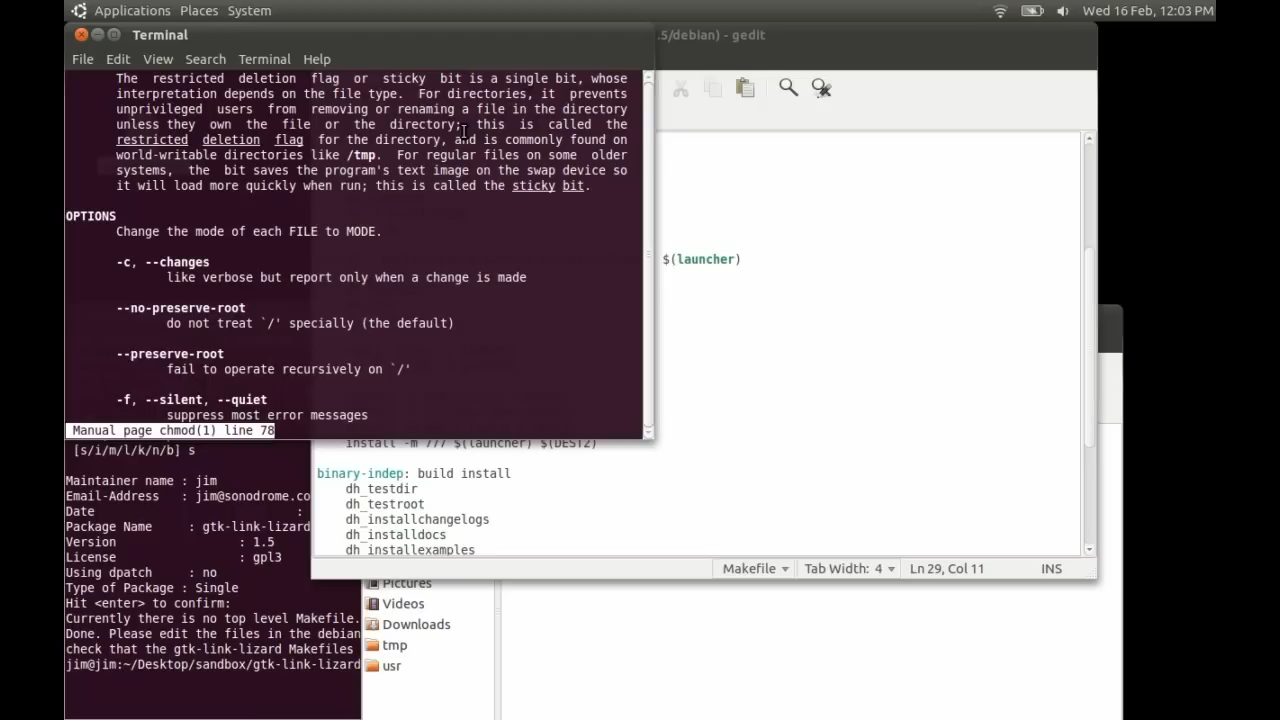 Applications Places System
Wed 16 Feb, 12:03 PM
Terminal
.5/debian) - gedit
File Edit View Search Terminal Help
The restricted deletion flag or sticky bit is a single bit, whose
interpretation depends on the file type. For directories, it prevents
unprivileged users from removing or renaming a file in the directory
unless they own the file or the directory; this is called the
restricted deletion flag for the directory, and is commonly found on
world-writable directories like /tmp. For regular files on some older
systems, the bit saves the program's text image on the swap device so
it will load more quickly when run; this is called the sticky bit.
OPTIONS
Change the mode of each FILE to MODE.
-c, --changes
like verbose but report only when a change is made
--no-preserve-root
do not treat `/' specially (the default)
--preserve-root
fail to operate recursively on `/'
-f, --silent, --quiet
suppress most error messages
Manual page chmod(1) line 78
$(launcher)
install -m 777 $(launcher) $(DEST2)
binary-indep: build install
dh_testdir
dh_testroot
dh_installchangelogs
dh_installdocs
dh_installexamples
Makefile Tab Width: 4 Ln 29, Col 11 INS
[s/i/m/l/k/n/b] s
Maintainer name : jim
Email-Address : jim@sonodrome.co
Date :
Package Name : gtk-link-lizard
Version : 1.5
License : gpl3
Using dpatch : no
Type of Package : Single
Hit <enter> to confirm:
Currently there is no top level Makefile.
Done. Please edit the files in the debian
check that the gtk-link-lizard Makefiles
jim@jim:~/Desktop/sandbox/gtk-link-lizard
Pictures
Videos
Downloads
tmp
usr